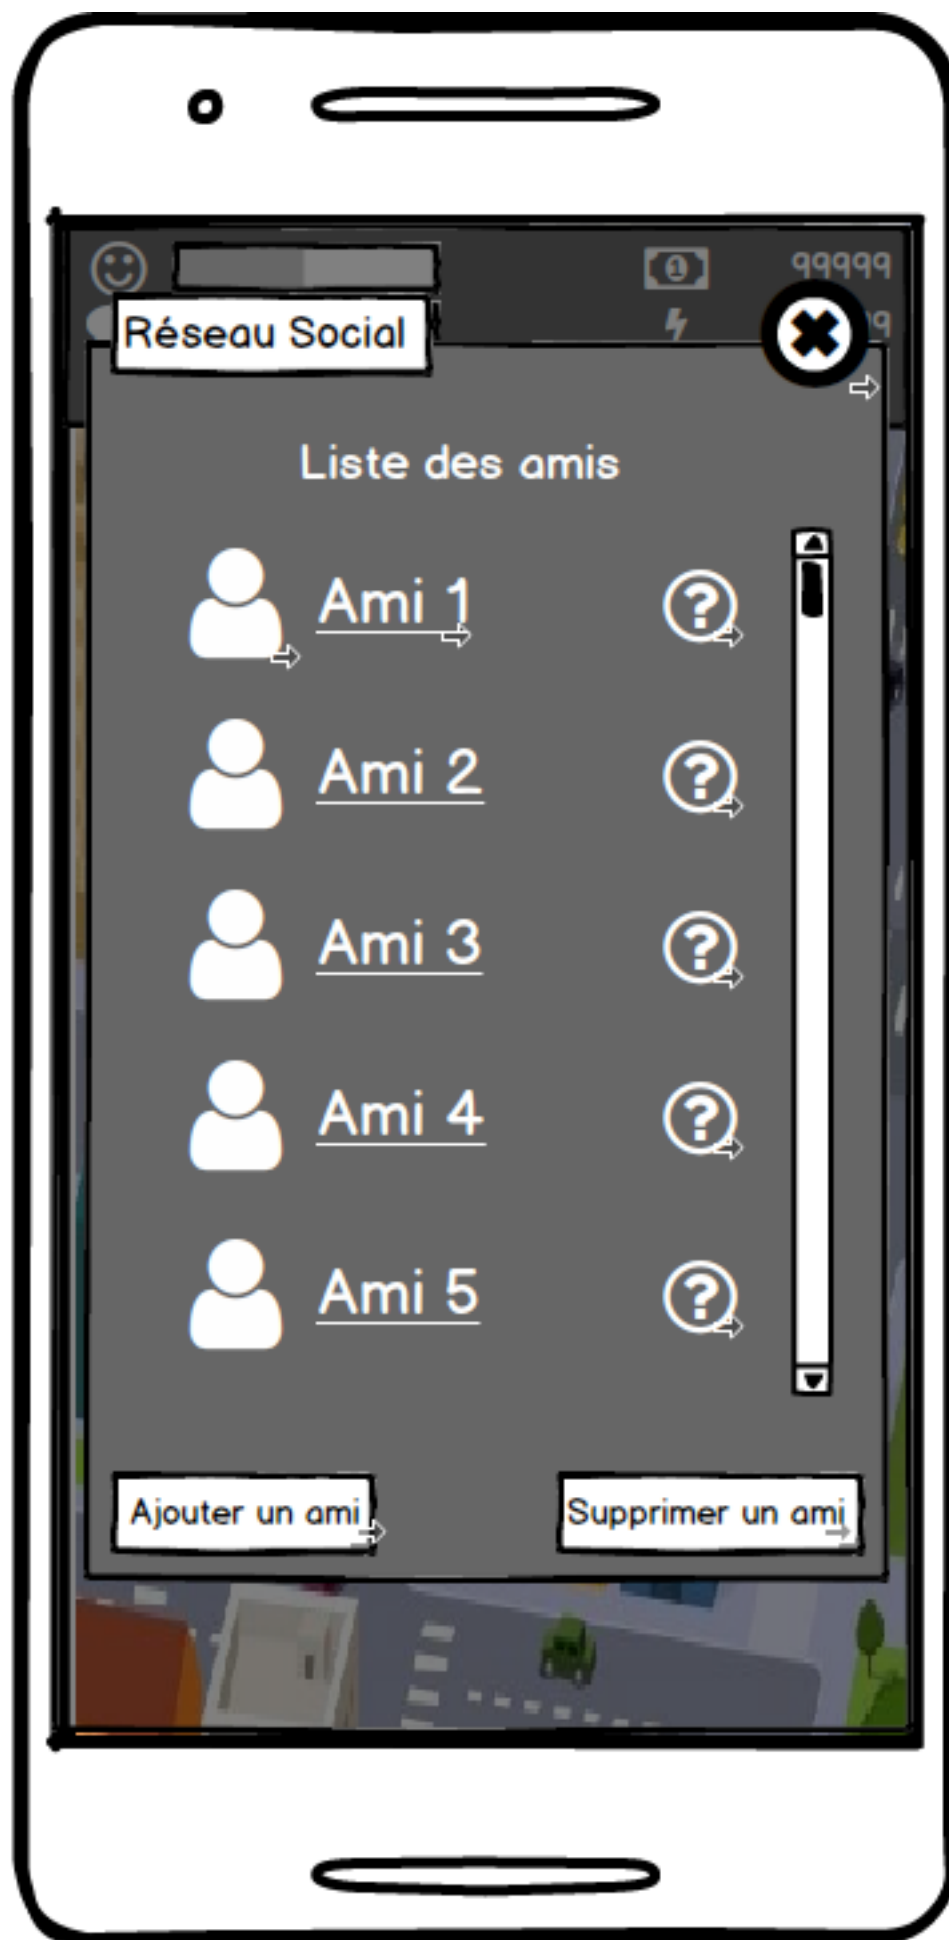 99999
Réseau Social
Liste des amis
Ami 1
Ami 2
Ami 3
Ami 4
Ami 5
Ajouter un ami
Supprimer un ami